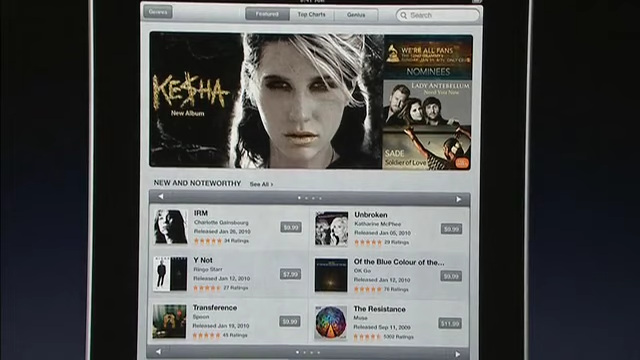 Genres
Featured
Top Charts
Genius
Search
KE$HA
New Album
WE'RE ALL FANS
NOMINEES
LADY ANTEBELLUM
Need You Now
SADE
Soldier of Love
NEW AND NOTEWORTHY See All >
IRM
Charlotte Gainsbourg
Released Jan 26, 2010
34 Ratings
$9.99
Unbroken
Katharine McPhee
Released Jan 05, 2010
29 Ratings
$9.99
Y Not
Ringo Starr
Released Jan 12, 2010
27 Ratings
$7.99
Of the Blue Colour of the...
OK Go
Released Jan 12, 2010
76 Ratings
$9.99
Transference
Spoon
Released Jan 19, 2010
45 Ratings
$9.99
The Resistance
Muse
Released Sep 11, 2009
5302 Ratings
$11.99